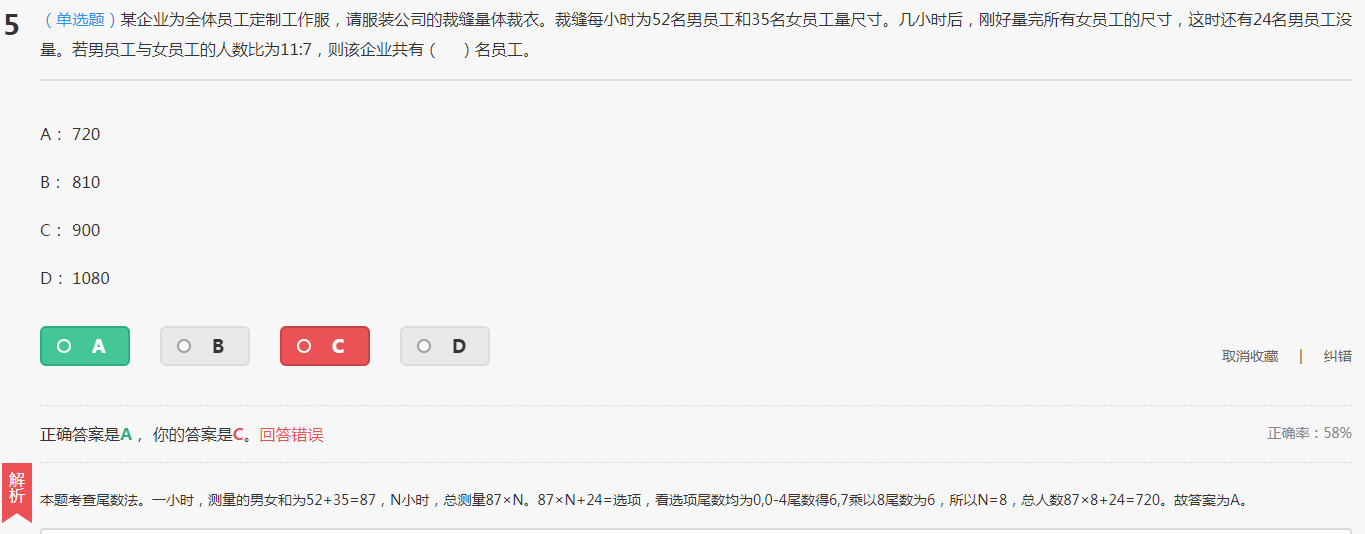 5
（单选题）某企业为全体员工定制工作服，请服装公司的裁缝量体裁衣。裁缝每小时为52名男员工和35名女员工量尺寸。几小时后，刚好量完所有女员工的尺寸，这时还有24名男员工没
量。若男员工与女员工的人数比为11:7，则该企业共有（　　）名员工。
A： 720
B： 810
C： 900
D： 1080
A B C D
取消收藏 | 纠错
正确答案是A， 你的答案是C。回答错误
正确率：58%
解析
本题考查尾数法。一小时，测量的男女和为52+35=87，N小时，总测量87×N。87×N+24=选项，看选项尾数均为0,0-4尾数得6,7乘以8尾数为6，所以N=8，总人数87×8+24=720。故答案为A。